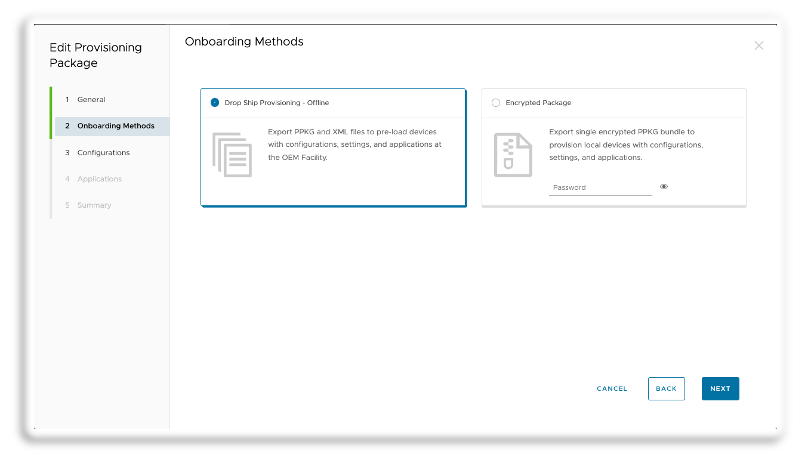 Edit Provisioning
Package
1 General
2 Onboarding Methods
3 Configurations
4 Applications
5 Summary
Onboarding Methods
Drop Ship Provisioning - Offline
Export PPKG and XML files to pre-load devices
with configurations, settings, and applications at
the OEM Facility.
Encrypted Package
Export single encrypted PPKG bundle to
provision local devices with configurations,
settings, and applications.
Password
CANCEL
BACK
NEXT